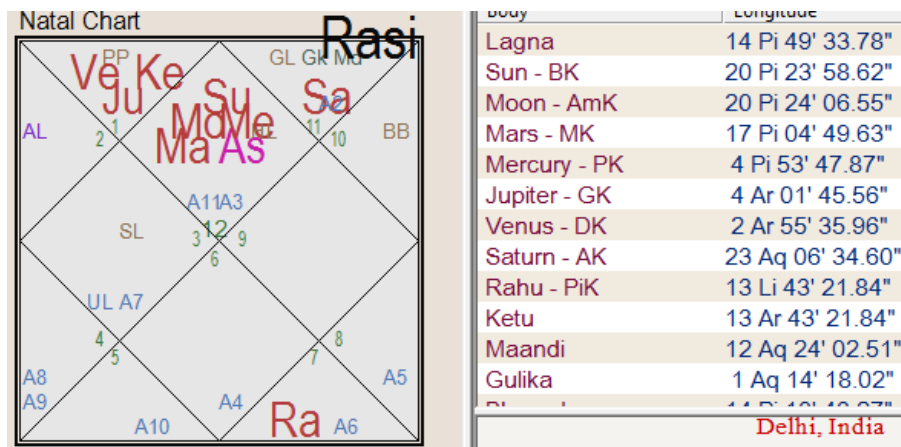 Natal Chart
Rasi
PP
GL Gk Md
Ve Ke
Ju
Su
Sa
A2
Md Me
HL
Ma As
AL
BB
1
2
11
10
A11 A3
SL
12
3
9
6
UL A7
4
5
8
7
A8
A9
A5
A10
A4
Ra
A6
Body Longitude
Lagna 14 Pi 49' 33.78"
Sun - BK 20 Pi 23' 58.62"
Moon - AmK 20 Pi 24' 06.55"
Mars - MK 17 Pi 04' 49.63"
Mercury - PK 4 Pi 53' 47.87"
Jupiter - GK 4 Ar 01' 45.56"
Venus - DK 2 Ar 55' 35.96"
Saturn - AK 23 Aq 06' 34.60"
Rahu - PiK 13 Li 43' 21.84"
Ketu 13 Ar 43' 21.84"
Maandi 12 Aq 24' 02.51"
Gulika 1 Aq 14' 18.02"
Delhi, India